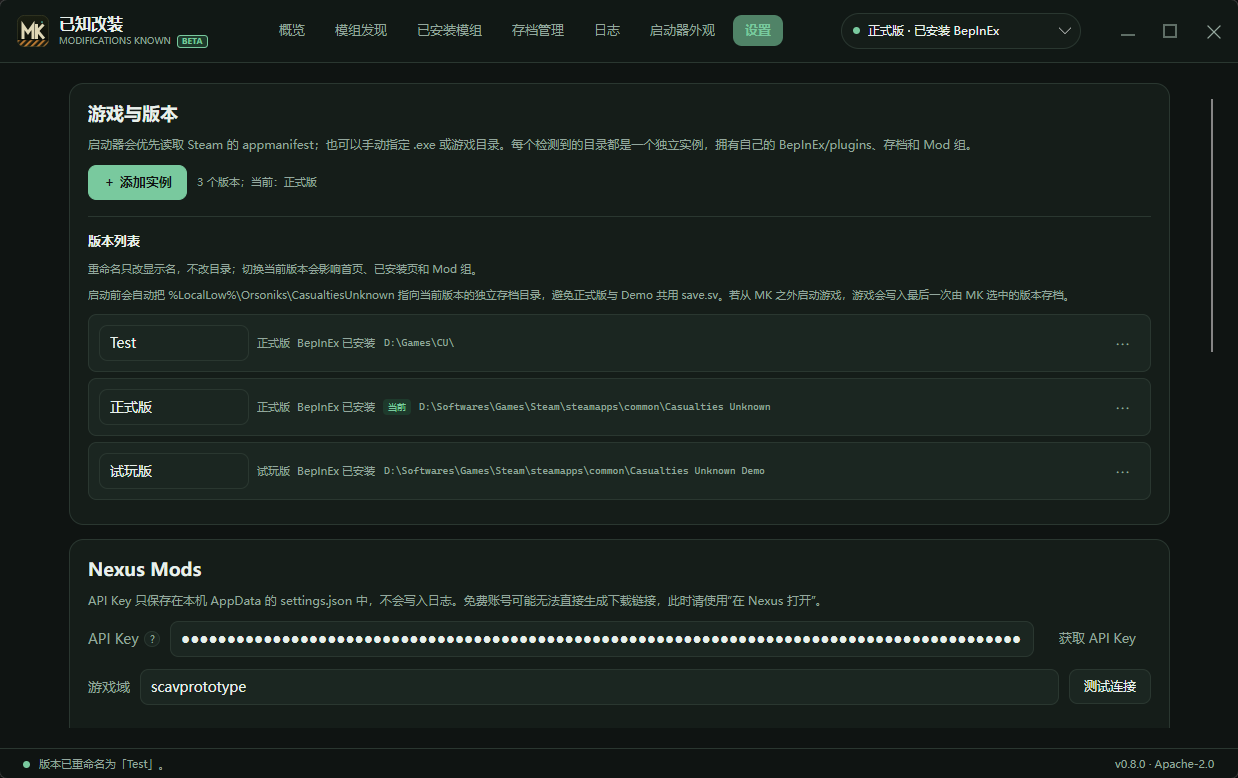 MK 已知改装
MODIFICATIONS KNOWN BETA
概览 模组发现 已安装模组 存档管理 日志 启动器外观 设置 正式版 · 已安装 BepInEx
游戏与版本
启动器会优先读取 Steam 的 appmanifest；也可以手动指定 .exe 或游戏目录。每个检测到的目录都是一个独立实例，拥有自己的 BepInEx/plugins、存档和 Mod 组。
+ 添加实例 3 个版本；当前：正式版
版本列表
重命名只改显示名，不改目录；切换当前版本会影响首页、已安装页和 Mod 组。
启动前会自动把 %LocalLow%\Orsoniks\CasualtiesUnknown 指向当前版本的独立存档目录，避免正式版与 Demo 共用 save.sv。若从 MK 之外启动游戏，游戏会写入最后一次由 MK 选中的版本存档。
Test 正式版 BepInEx 已安装 D:\Games\CU\ ...
正式版 正式版 BepInEx 已安装 当前 D:\Softwares\Games\Steam\steamapps\common\Casualties Unknown ...
试玩版 试玩版 BepInEx 已安装 D:\Softwares\Games\Steam\steamapps\common\Casualties Unknown Demo ...
Nexus Mods
API Key 只保存在本机 AppData 的 settings.json 中，不会写入日志。免费账号可能无法直接生成下载链接，此时请使用“在 Nexus 打开”。
API Key ? 获取 API Key
游戏域 scavprototype 测试连接
版本已重命名为「Test」。 v0.8.0 · Apache-2.0